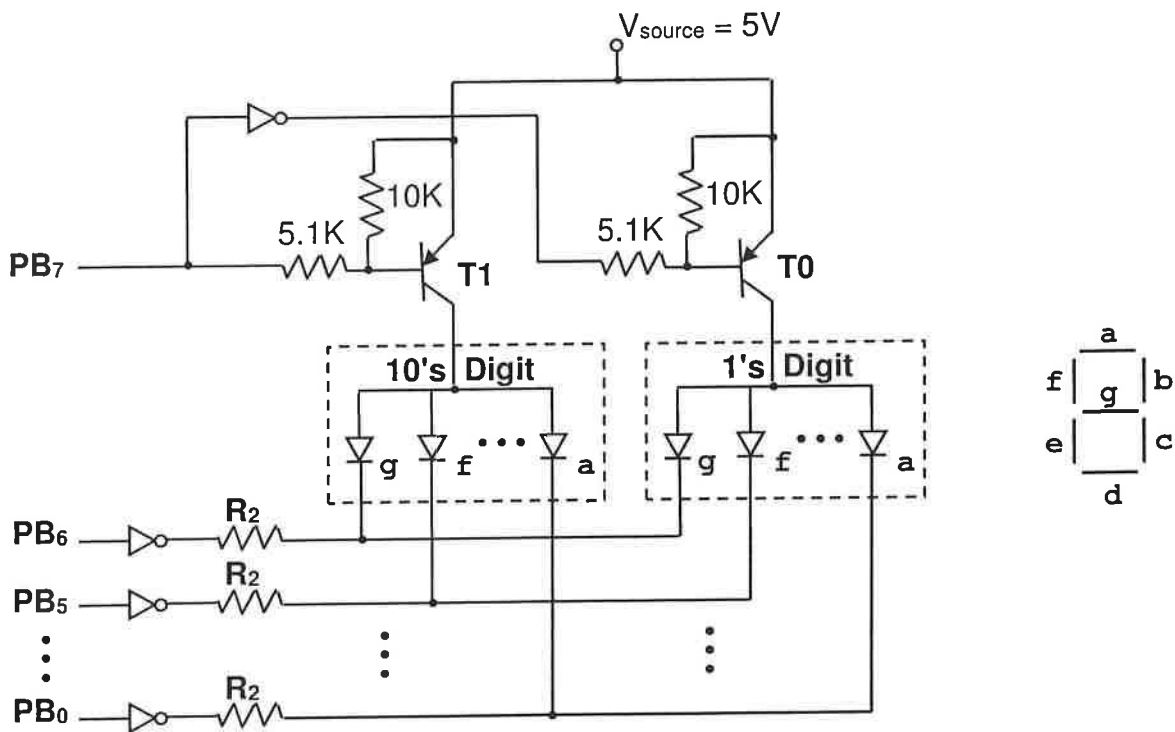 Vsource = 5V
10K
10K
5.1K
5.1K
PB7
T1
T0
10's Digit
1's Digit
g f • • • a
g f • • • a
a
f b
g
e c
d
PB6 R2
PB5 R2
PB0 R2